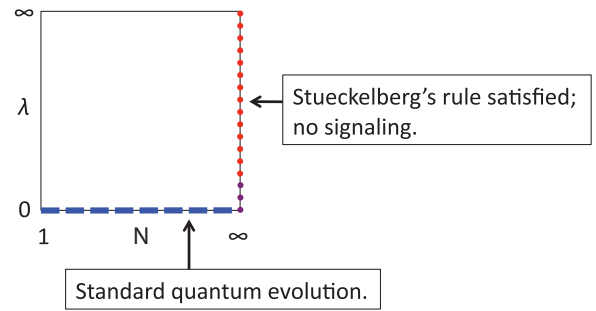 ∞
λ
Stueckelberg's rule satisfied;
no signaling.
0
1 N ∞
Standard quantum evolution.